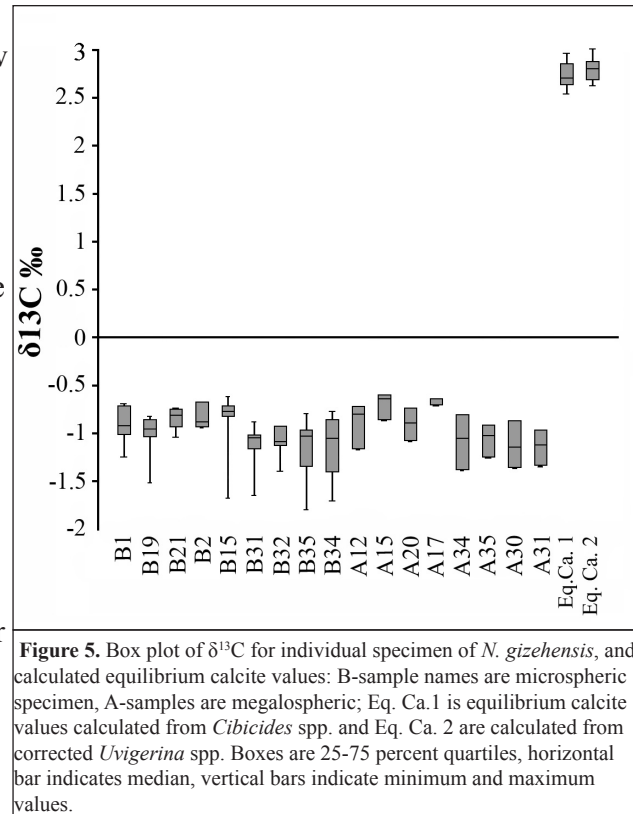 y
e
r
3
2.5
2
1.5
1
0.5
0
-0.5
-1
-1.5
-2
δ13C ‰
B1
B19
B21
B2
B15
B31
B32
B35
B34
A12
A15
A20
A17
A34
A35
A30
A31
Eq.Ca. 1
Eq. Ca. 2
Figure 5. Box plot of δ¹³C for individual specimen of N. gizehensis, and
calculated equilibrium calcite values: B-sample names are microspheric
specimen, A-samples are megalospheric; Eq. Ca.1 is equilibrium calcite
values calculated from Cibicides spp. and Eq. Ca. 2 are calculated from
corrected Uvigerina spp. Boxes are 25-75 percent quartiles, horizontal
bar indicates median, vertical bars indicate minimum and maximum
values.